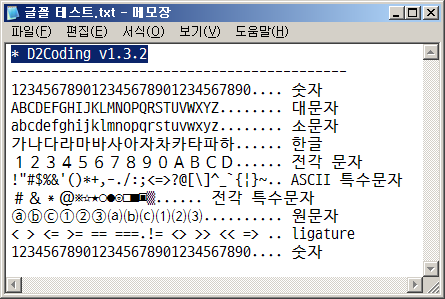 글꼴 테스트.txt - 메모장
파일(F) 편집(E) 서식(O) 보기(V) 도움말(H)
* D2Coding v1.3.2
------------------------------------------
123456789012345678901234567890.... 숫자
ABCDEFGHIJKLMNOPQRSTUVWXYZ........ 대문자
abcdefghijklmnopqrstuvwxyz........ 소문자
가나다라마바사아자차카타파하...... 한글
１２３４５６７８９０ＡＢＣＤ...... 전각 문자
!"#$%&'()*+,-./:;<=>?@[\]^_`{¦}~.. ASCII 특수문자
＃＆＊＠※☆★○●◎□■▣▩...... 전각 특수문자
ⓐⓑⓒ①②③⒜⒝⒞⑴⑵⑶.......... 원문자
< > <= >= == ===.!= <> >> << => .. ligature
123456789012345678901234567890.... 숫자